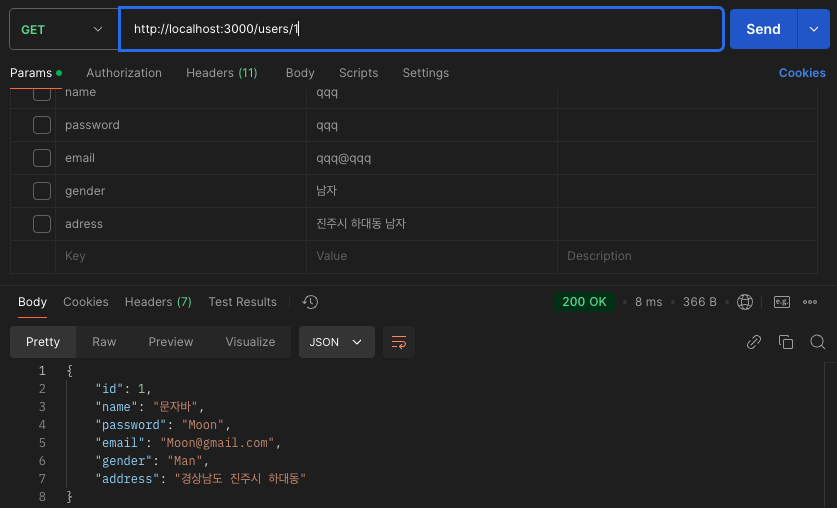 GET http://localhost:3000/users/1 Send
Params Authorization Headers (11) Body Scripts Settings Cookies
name qqq
password qqq
email qqq@qqq
gender 남자
adress 진주시 하대동 남자
Key Value Description
Body Cookies Headers (7) Test Results 200 OK 8 ms 366 B e.g.
Pretty Raw Preview Visualize JSON
1 {
2 "id": 1,
3 "name": "문자바",
4 "password": "Moon",
5 "email": "Moon@gmail.com",
6 "gender": "Man",
7 "address": "경상남도 진주시 하대동"
8 }